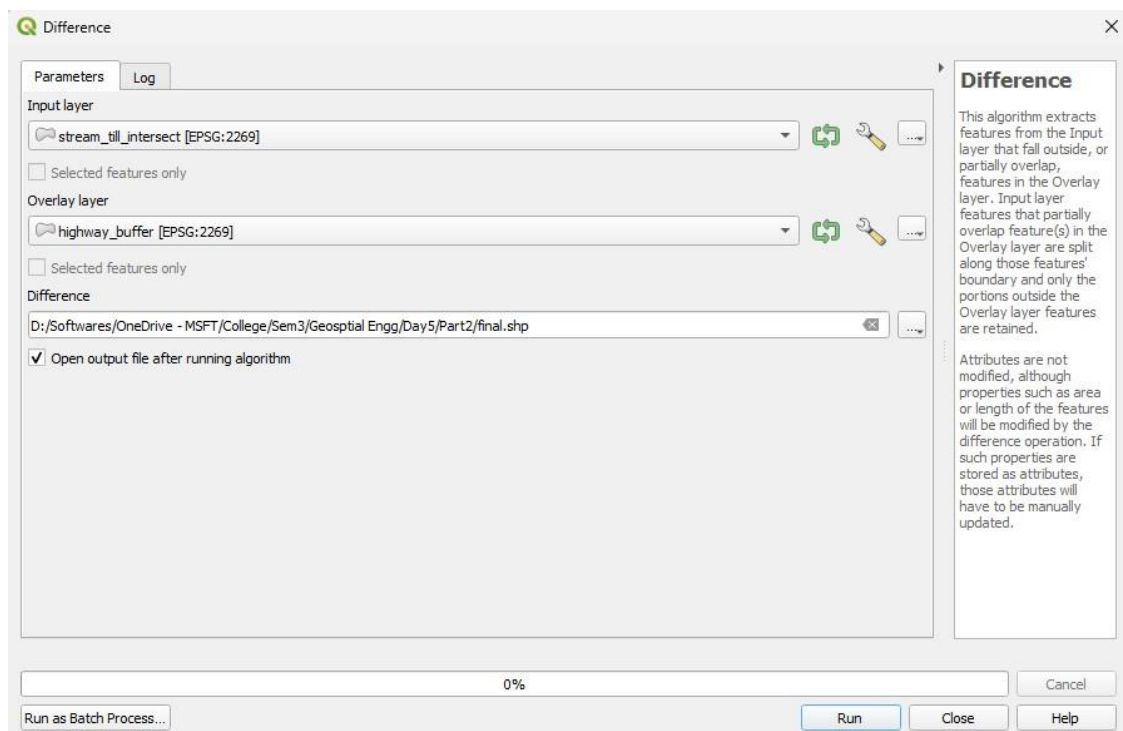 Difference
Parameters
Log
Input layer
stream_till_intersect [EPSG:2269]
Selected features only
Overlay layer
highway_buffer [EPSG:2269]
Selected features only
Difference
D:/Softwares/OneDrive - MSFT/College/Sem3/Geosptial Engg/Day5/Part2/final.shp
Open output file after running algorithm
Difference
This algorithm extracts
features from the Input
layer that fall outside, or
partially overlap,
features in the Overlay
layer. Input layer
features that partially
overlap feature(s) in the
Overlay layer are split
along those features'
boundary and only the
portions outside the
Overlay layer features
are retained.
Attributes are not
modified, although
properties such as area
or length of the features
will be modified by the
difference operation. If
such properties are
stored as attributes,
those attributes will
have to be manually
updated.
0%
Cancel
Run as Batch Process...
Run
Close
Help